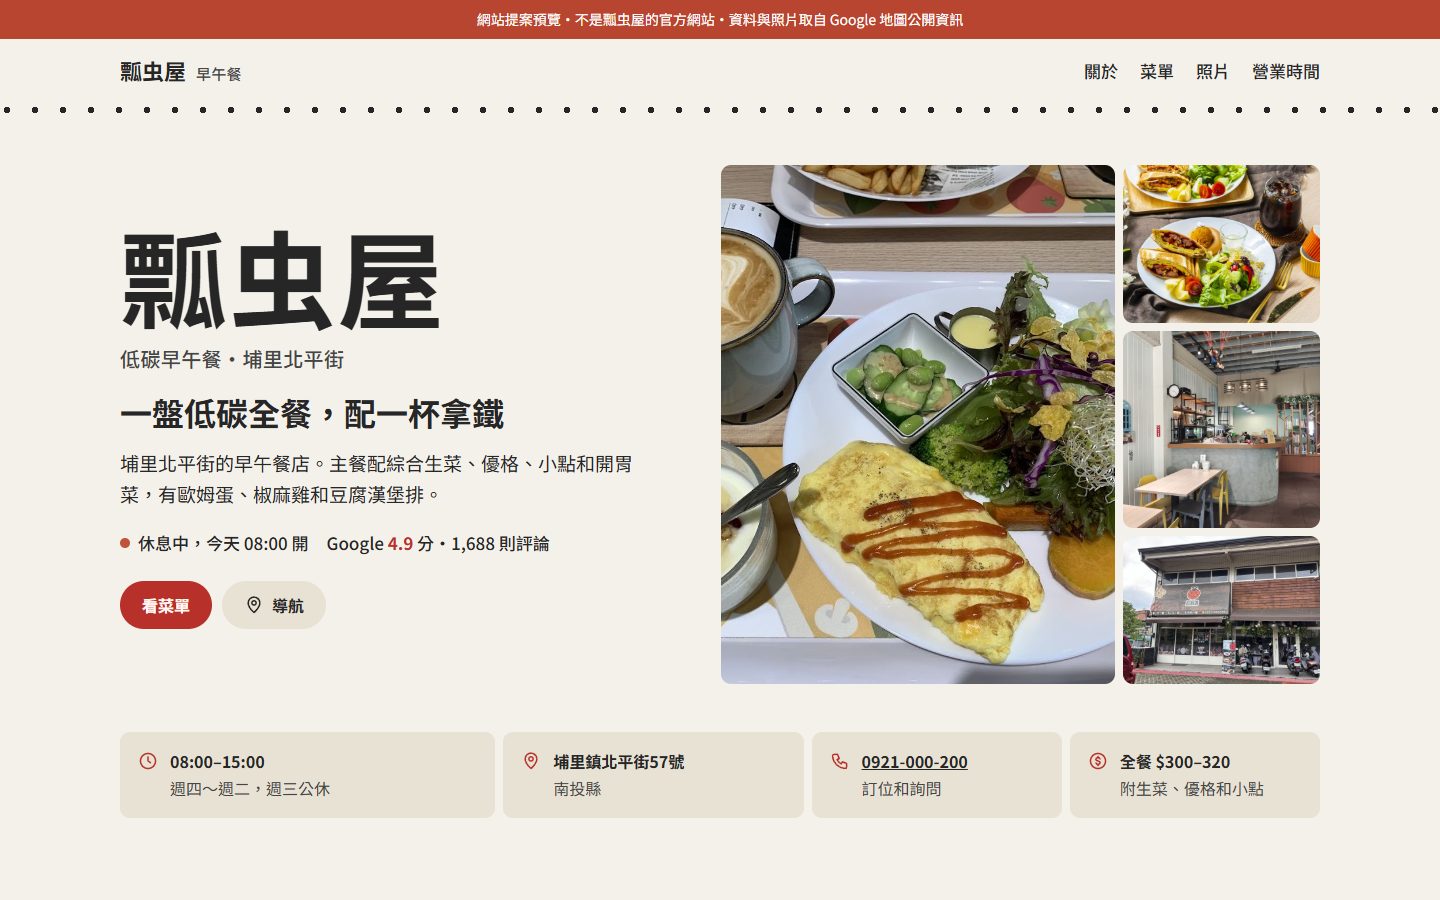 網站提案預覽・不是瓢虫屋的官方網站・資料與照片取自 Google 地圖公開資訊
瓢虫屋 早午餐
關於 菜單 照片 營業時間
瓢虫屋
低碳早午餐・埔里北平街
一盤低碳全餐，配一杯拿鐵
埔里北平街的早午餐店。主餐配綜合生菜、優格、小點和開胃
菜，有歐姆蛋、椒麻雞和豆腐漢堡排。
休息中，今天 08:00 開 Google 4.9 分・1,688 則評論
看菜單 導航
08:00–15:00
週四～週二，週三公休
埔里鎮北平街57號
南投縣
0921-000-200
訂位和詢問
全餐 $300–320
附生菜、優格和小點